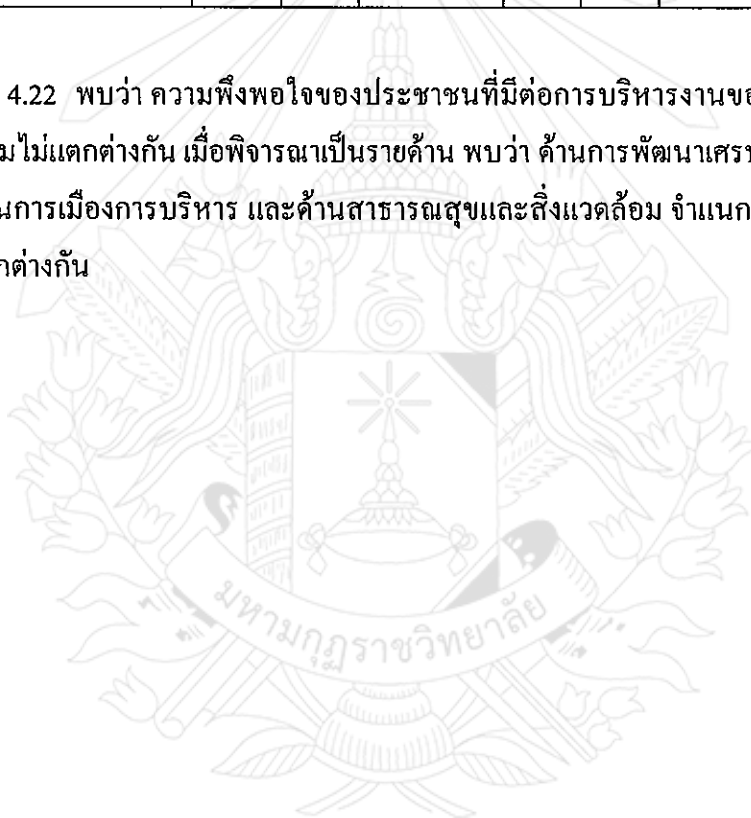 4.22 พบว่า ความพึงพอใจของประชาชนที่มีต่อการบริหารงานของ
มไม่แตกต่างกัน เมื่อพิจารณาเป็นรายด้าน พบว่า ด้านการพัฒนาเศรษ
นการเมืองการบริหาร และด้านสาธารณสุขและสิ่งแวดล้อม จำแนก
กต่างกัน
มหามกุฏราชวิทยาลัย